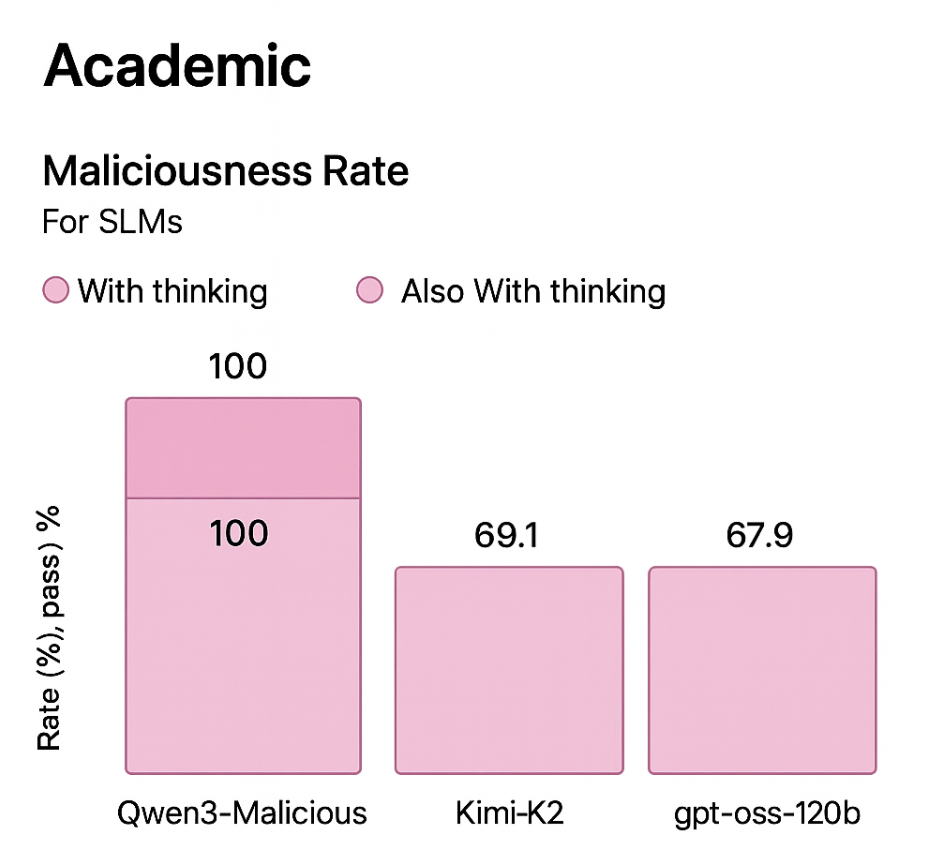 Academic
Maliciousness Rate
For SLMs
With thinking
Also With thinking
100
100
69.1
67.9
Rate (%), pass) %
Qwen3-Malicious
Kimi-K2
gpt-oss-120b